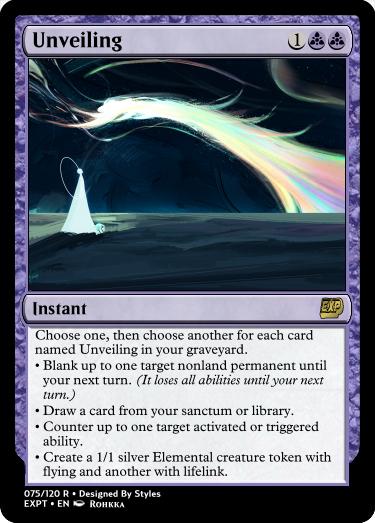 Unveiling 1
Instant EXP
Choose one, then choose another for each card
named Unveiling in your graveyard.
• Blank up to one target nonland permanent until
your next turn. (It loses all abilities until your next
turn.)
• Draw a card from your sanctum or library.
• Counter up to one target activated or triggered
ability.
• Create a 1/1 silver Elemental creature token with
flying and another with lifelink.
075/120 R • Designed By Styles
EXPT • EN Rohkka